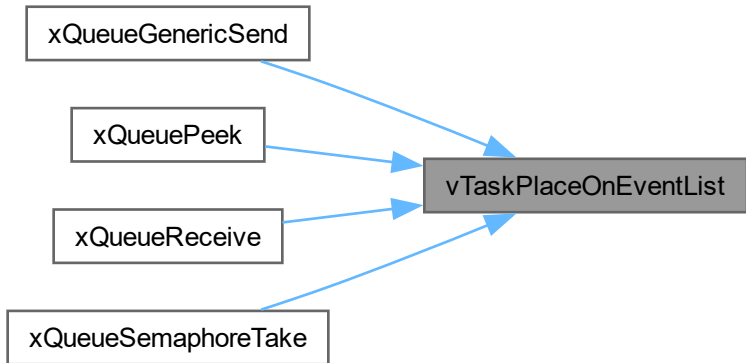 xQueueGenericSend
xQueuePeek
vTaskPlaceOnEventList
xQueueReceive
xQueueSemaphoreTake